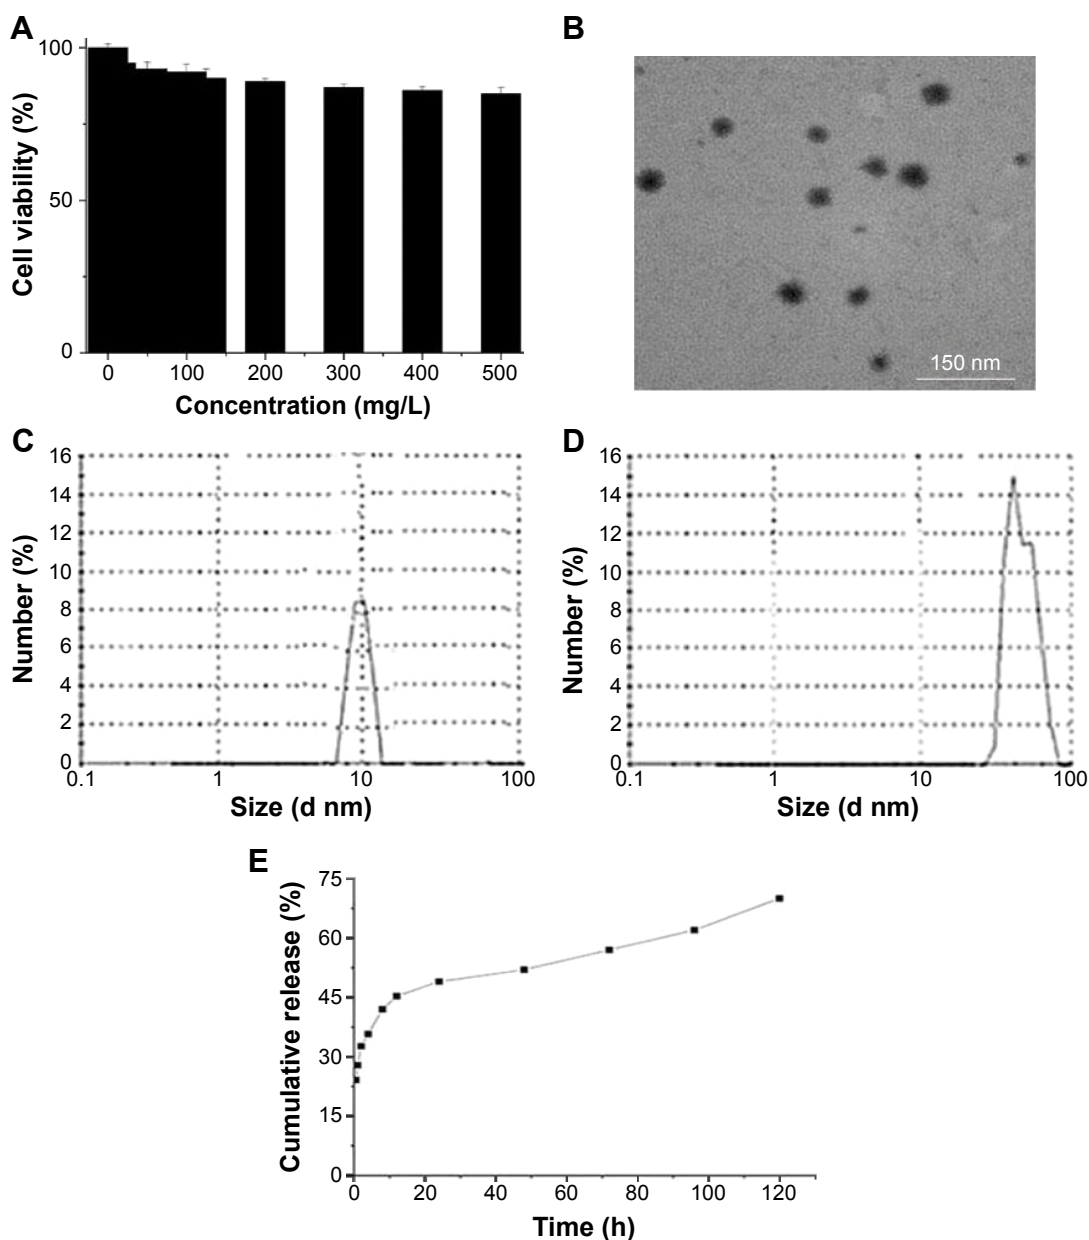 A
Cell viability (%)
100
50
0
0 100 200 300 400 500
Concentration (mg/L)
B
150 nm
C
Number (%)
16
14
12
10
8
6
4
2
0
0.1 1 10 100
Size (d nm)
D
Number (%)
16
14
12
10
8
6
4
2
0
0.1 1 10 100
Size (d nm)
E
Cumulative release (%)
75
60
45
30
15
0
0 20 40 60 80 100 120
Time (h)